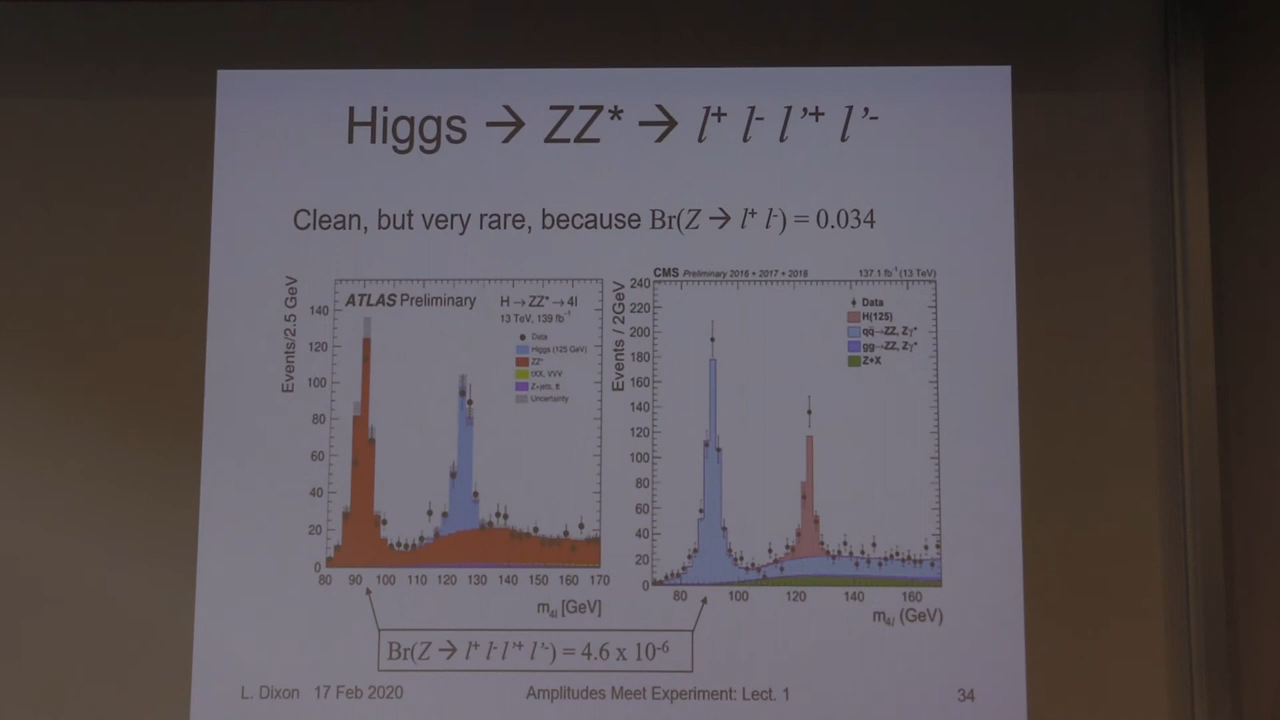 Higgs → ZZ* → l⁺ l⁻ l’⁺ l’⁻
Clean, but very rare, because Br(Z → l⁺ l⁻) = 0.034
ATLAS Preliminary
H → ZZ* → 4l
13 TeV, 139 fb⁻¹
Data
Higgs (125 GeV)
ZZ*
tXX, VVV
Z+jets, tt̄
Uncertainty
Events/2.5 GeV
140
120
100
80
60
40
20
0
80 90 100 110 120 130 140 150 160 170
m4l [GeV]
CMS Preliminary 2016 + 2017 + 2018 137.1 fb⁻¹ (13 TeV)
Data
H(125)
qq̄→ZZ, Zγ*
gg→ZZ, Zγ*
Z+X
Events / 2GeV
240
220
200
180
160
140
120
100
80
60
40
20
0
80 100 120 140 160
m4l (GeV)
Br(Z → l⁺ l⁻ l’⁺ l’⁻) = 4.6 x 10⁻⁶
L. Dixon 17 Feb 2020 Amplitudes Meet Experiment: Lect. 1 34